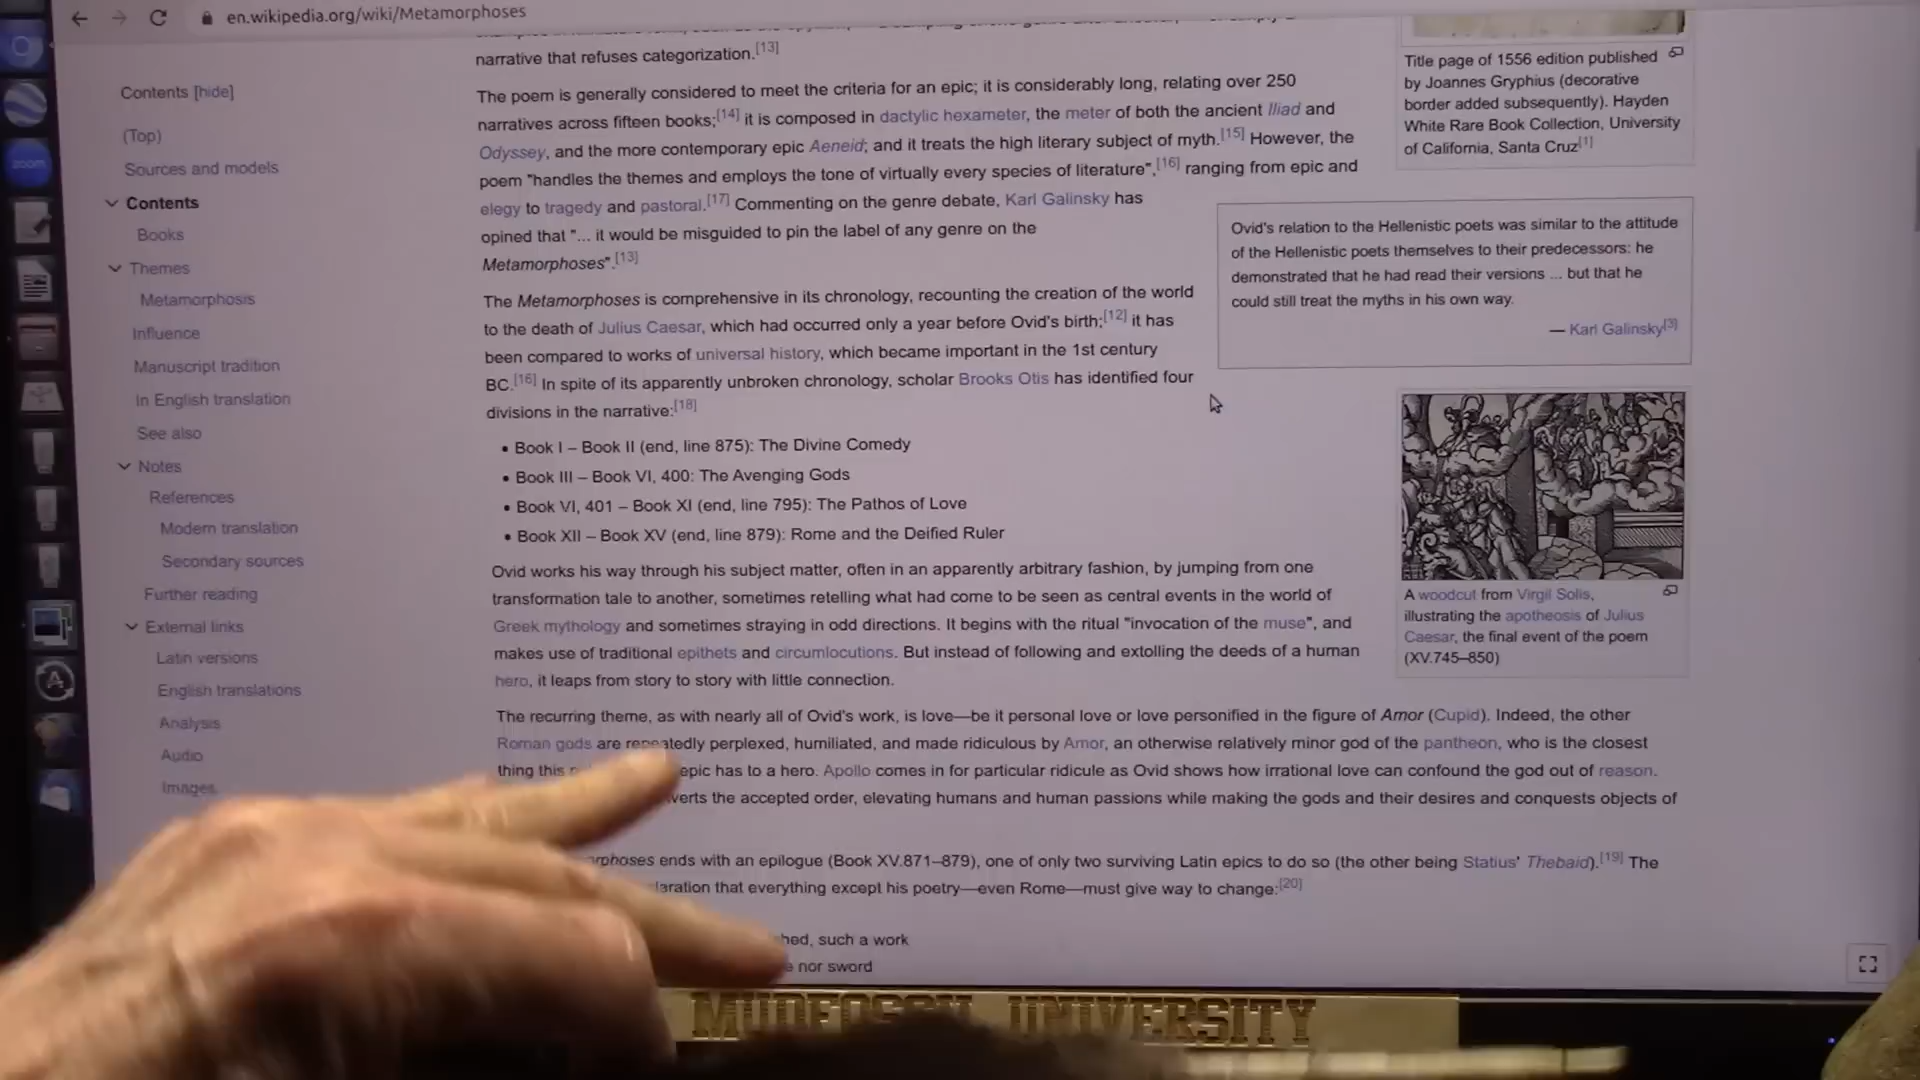 en.wikipedia.org/wiki/Metamorphoses
zoom
Contents [hide]
(Top)
Sources and models
Contents
Books
Themes
Metamorphosis
Influence
Manuscript tradition
In English translation
See also
Notes
References
Modern translation
Secondary sources
Further reading
External links
Latin versions
English translations
Analysis
Audio
Images
narrative that refuses categorization.[13]
The poem is generally considered to meet the criteria for an epic; it is considerably long, relating over 250
narratives across fifteen books;[14] it is composed in dactylic hexameter, the meter of both the ancient Iliad and
Odyssey, and the more contemporary epic Aeneid; and it treats the high literary subject of myth.[15] However, the
poem "handles the themes and employs the tone of virtually every species of literature",[16] ranging from epic and
elegy to tragedy and pastoral.[17] Commenting on the genre debate, Karl Galinsky has
opined that "... it would be misguided to pin the label of any genre on the
Metamorphoses".[13]
The Metamorphoses is comprehensive in its chronology, recounting the creation of the world
to the death of Julius Caesar, which had occurred only a year before Ovid's birth;[12] it has
been compared to works of universal history, which became important in the 1st century
BC.[16] In spite of its apparently unbroken chronology, scholar Brooks Otis has identified four
divisions in the narrative:[18]
• Book I – Book II (end, line 875): The Divine Comedy
• Book III – Book VI, 400: The Avenging Gods
• Book VI, 401 – Book XI (end, line 795): The Pathos of Love
• Book XII – Book XV (end, line 879): Rome and the Deified Ruler
Ovid works his way through his subject matter, often in an apparently arbitrary fashion, by jumping from one
transformation tale to another, sometimes retelling what had come to be seen as central events in the world of
Greek mythology and sometimes straying in odd directions. It begins with the ritual "invocation of the muse", and
makes use of traditional epithets and circumlocutions. But instead of following and extolling the deeds of a human
hero, it leaps from story to story with little connection.
The recurring theme, as with nearly all of Ovid's work, is love—be it personal love or love personified in the figure of Amor (Cupid). Indeed, the other
Roman gods are repeatedly perplexed, humiliated, and made ridiculous by Amor, an otherwise relatively minor god of the pantheon, who is the closest
thing this epic has to a hero. Apollo comes in for particular ridicule as Ovid shows how irrational love can confound the god out of reason.
verts the accepted order, elevating humans and human passions while making the gods and their desires and conquests objects of
rphoses ends with an epilogue (Book XV.871–879), one of only two surviving Latin epics to do so (the other being Statius' Thebaid).[19] The
laration that everything except his poetry—even Rome—must give way to change:[20]
hed, such a work
nor sword
Title page of 1556 edition published
by Joannes Gryphius (decorative
border added subsequently). Hayden
White Rare Book Collection, University
of California, Santa Cruz[1]
Ovid's relation to the Hellenistic poets was similar to the attitude
of the Hellenistic poets themselves to their predecessors: he
demonstrated that he had read their versions ... but that he
could still treat the myths in his own way.
— Karl Galinsky[3]
A woodcut from Virgil Solis,
illustrating the apotheosis of Julius
Caesar, the final event of the poem
(XV.745–850)
MUDFOSSIL UNIVERSITY